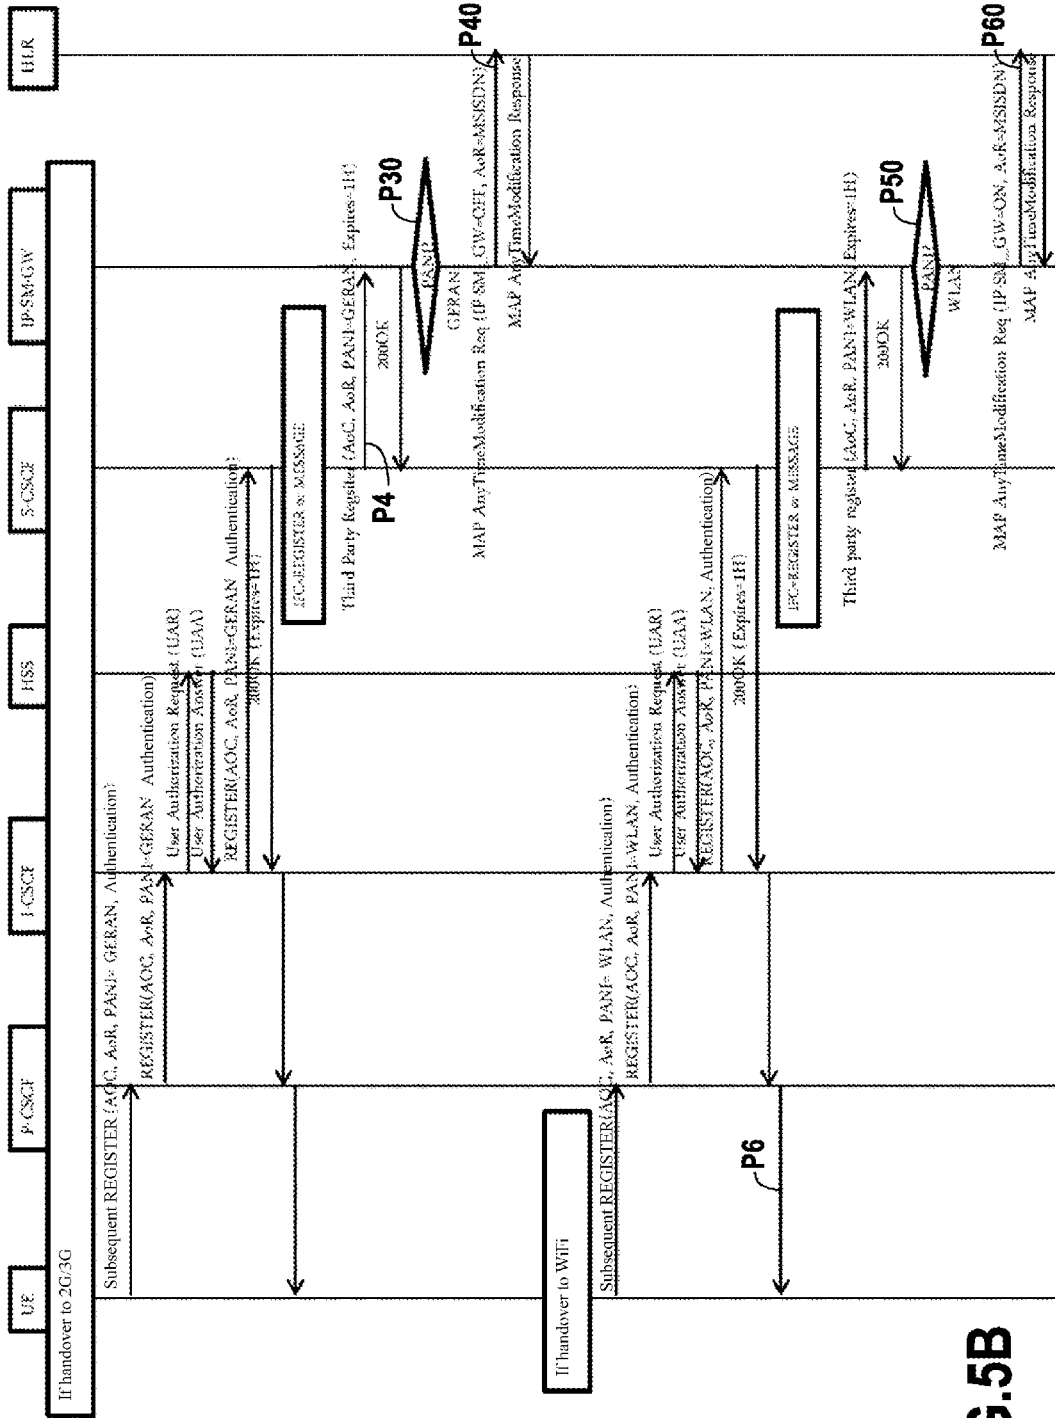 UE
P-CSCF
I-CSCF
HSS
S-CSCF
IP-SM-GW
HLR
If handover to 2G/3G
Subsequent REGISTER (AOC, AoR, PANI= GERAN, Authentication)
REGISTER(AOC, AoR, PANI=GERAN Authentication)
User Authorization Request (UAR)
User Authorization Answer (UAA)
REGISTER(AOC, AoR, PANI=GERAN Authentication)
200OK (Expires=1H)
IFC=REGISTER or MESSAGE
Third Party Regsiter (AoC, AoR, PANI=GERAN, Expires=1H)
P4
200OK
PANI?
P30
GERAN
MAP AnyTimeModification Req (IP-SM_GW=OFF, AoR=MSISDN)
P40
MAP AnyTimeModification Response
If handover to WiFi
Subsequent REGISTER(AOC, AoR, PANI= WLAN, Authentication)
REGISTER(AOC, AoR, PANI=WLAN, Authentication)
User Authorization Request (UAR)
User Authorization Answer (UAA)
REGISTER(AOC, AoR, PANI=WLAN, Authentication)
200OK (Expires=1H)
P6
IFC=REGISTER or MESSAGE
Third party register (AoC, AoR, PANI=WLAN, Expires=1H)
200OK
PANI?
P50
WLAN
MAP AnyTimeModification Req (IP-SM_GW=ON, AoR=MSISDN)
P60
MAP AnyTimeModification Response
G.5B